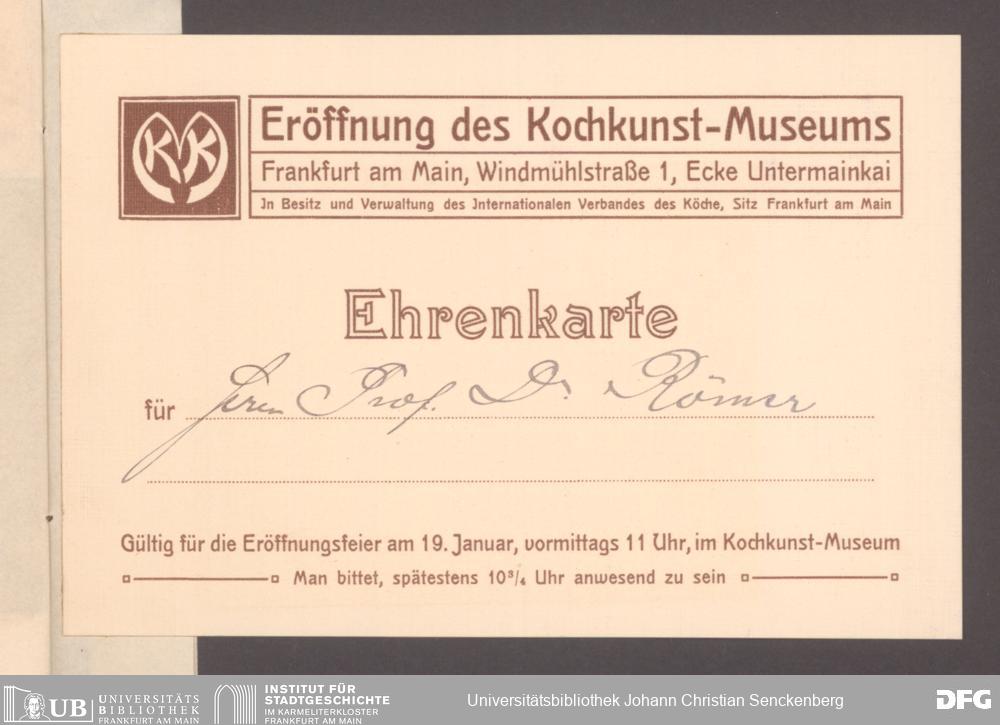 KMK
Eröffnung des Kochkunst-Museums
Frankfurt am Main, Windmühlstraße 1, Ecke Untermainkai
In Besitz und Verwaltung des Internationalen Verbandes des Köche, Sitz Frankfurt am Main
Ehrenkarte
für Herrn Prof. Dr. Römer
Gültig für die Eröffnungsfeier am 19. Januar, vormittags 11 Uhr, im Kochkunst-Museum
Man bittet, spätestens 10³/₄ Uhr anwesend zu sein
UB UNIVERSITÄTS BIBLIOTHEK FRANKFURT AM MAIN
INSTITUT FÜR STADTGESCHICHTE IM KARMELITERKLOSTER FRANKFURT AM MAIN
Universitätsbibliothek Johann Christian Senckenberg
DFG